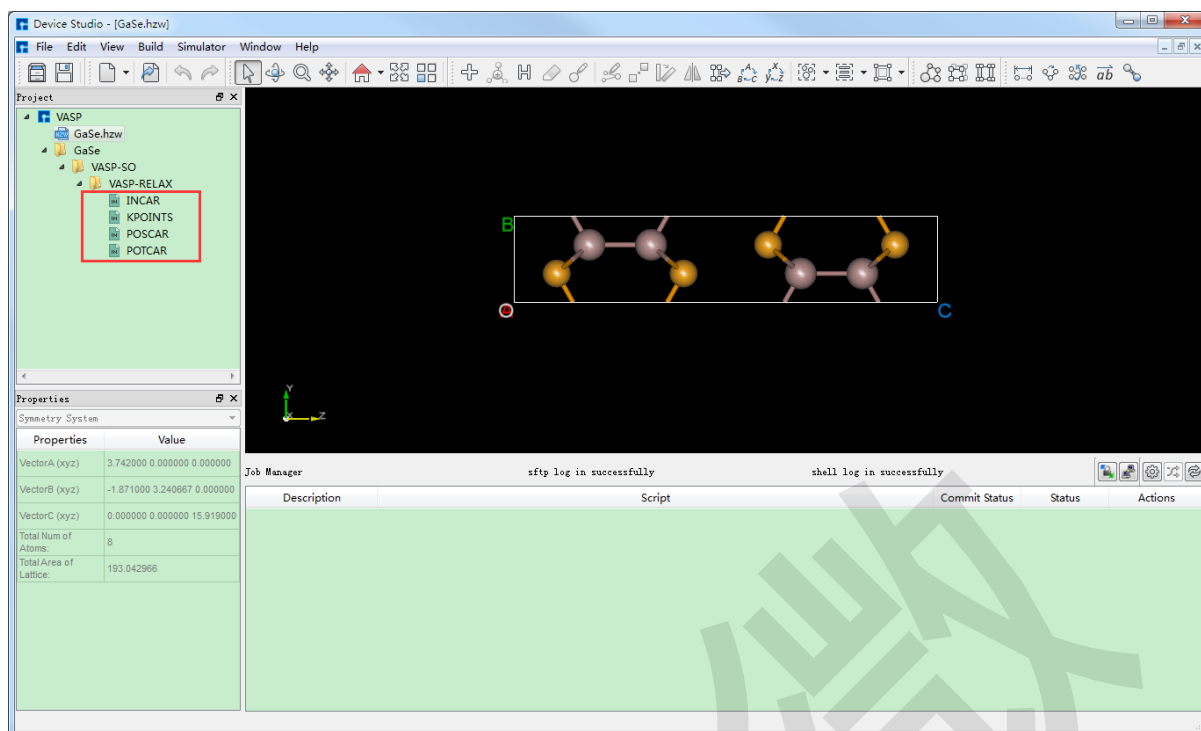 Device Studio - [GaSe.hzw]
File Edit View Build Simulator Window Help
Project
VASP
GaSe.hzw
GaSe
VASP-SO
VASP-RELAX
INCAR
KPOINTS
POSCAR
POTCAR
B
O
C
Y
X
Z
Properties
Symmetry System
Properties Value
VectorA (xyz) 3.742000 0.000000 0.000000
VectorB (xyz) -1.871000 3.240667 0.000000
VectorC (xyz) 0.000000 0.000000 15.919000
Total Num of
Atoms: 8
Total Area of
Lattice: 193.042966
Job Manager sftp log in successfully shell log in successfully
Description Script Commit Status Status Actions